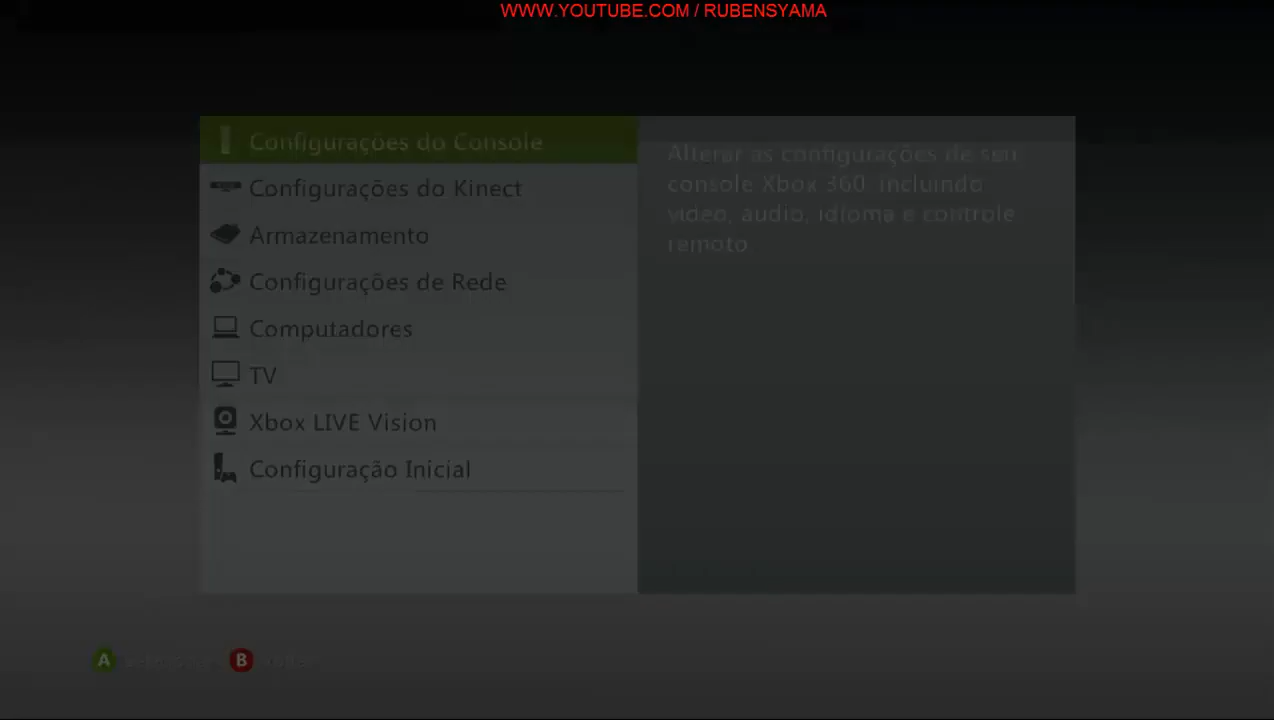 WWW.YOUTUBE.COM / RUBENSYAMA
Configurações do Console
Configurações do Kinect
Armazenamento
Configurações de Rede
Computadores
TV
Xbox LIVE Vision
Configuração Inicial
Alterar as configurações de seu
console Xbox 360, incluindo
vídeo, áudio, idioma e controle
remoto.
A
B